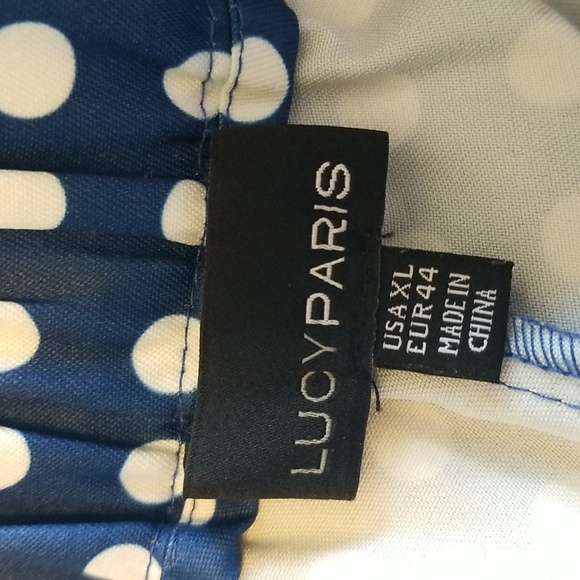 LUCYPARIS
USA XL
EUR 44
MADE IN
CHINA